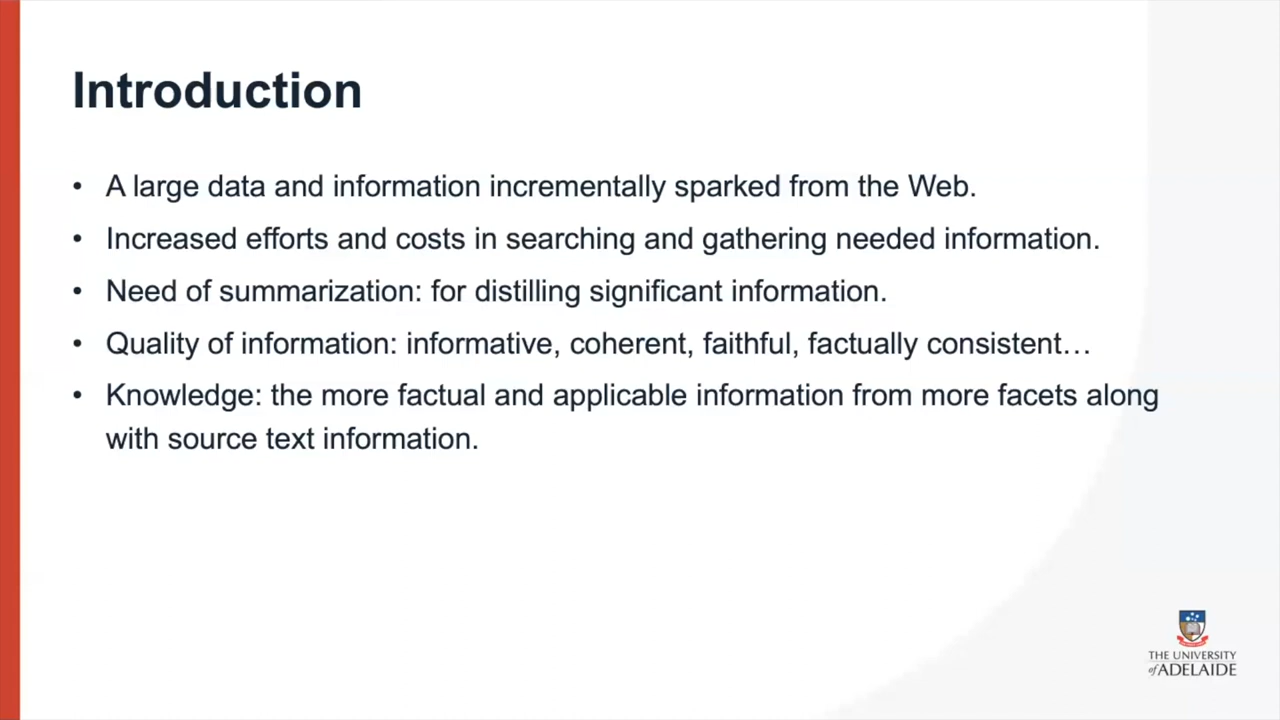 Introduction
• A large data and information incrementally sparked from the Web.
• Increased efforts and costs in searching and gathering needed information.
• Need of summarization: for distilling significant information.
• Quality of information: informative, coherent, faithful, factually consistent…
• Knowledge: the more factual and applicable information from more facets along
with source text information.
THE UNIVERSITY
of ADELAIDE